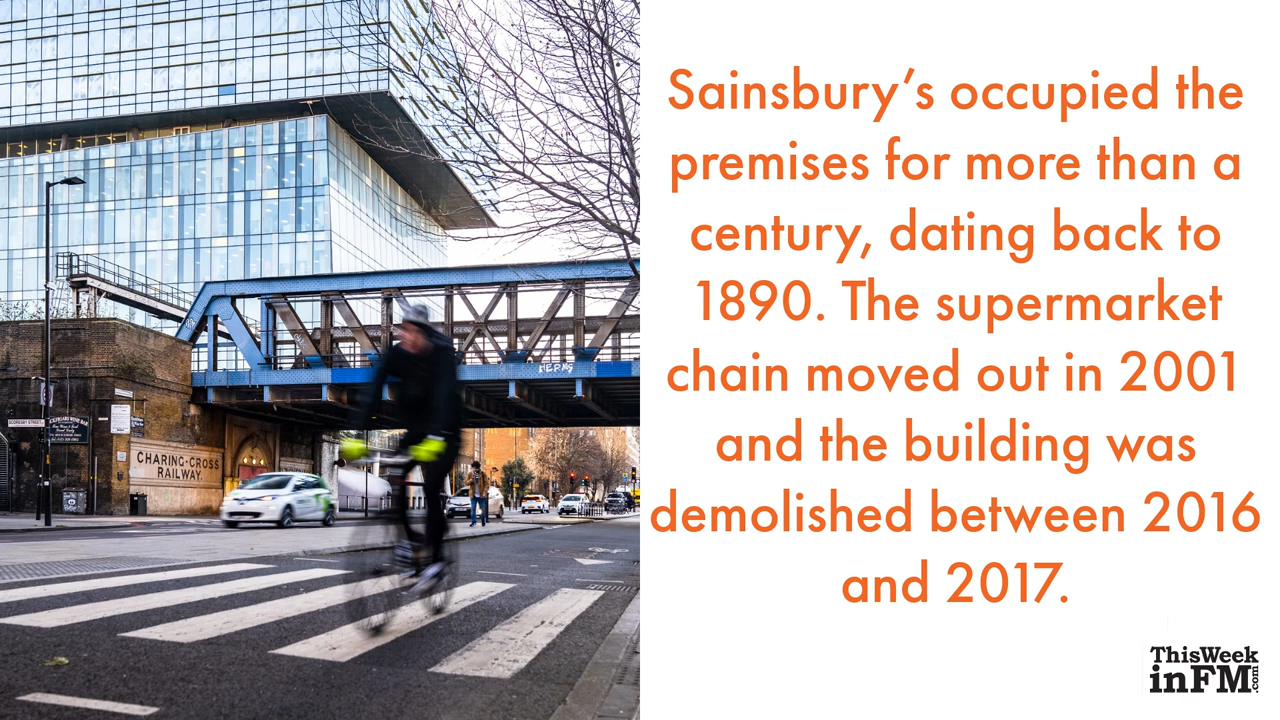 Sainsbury’s occupied the
premises for more than a
century, dating back to
1890. The supermarket
chain moved out in 2001
and the building was
demolished between 2016
and 2017.
CHARING·CROSS
RAILWAY.
ThisWeek
inFM.com